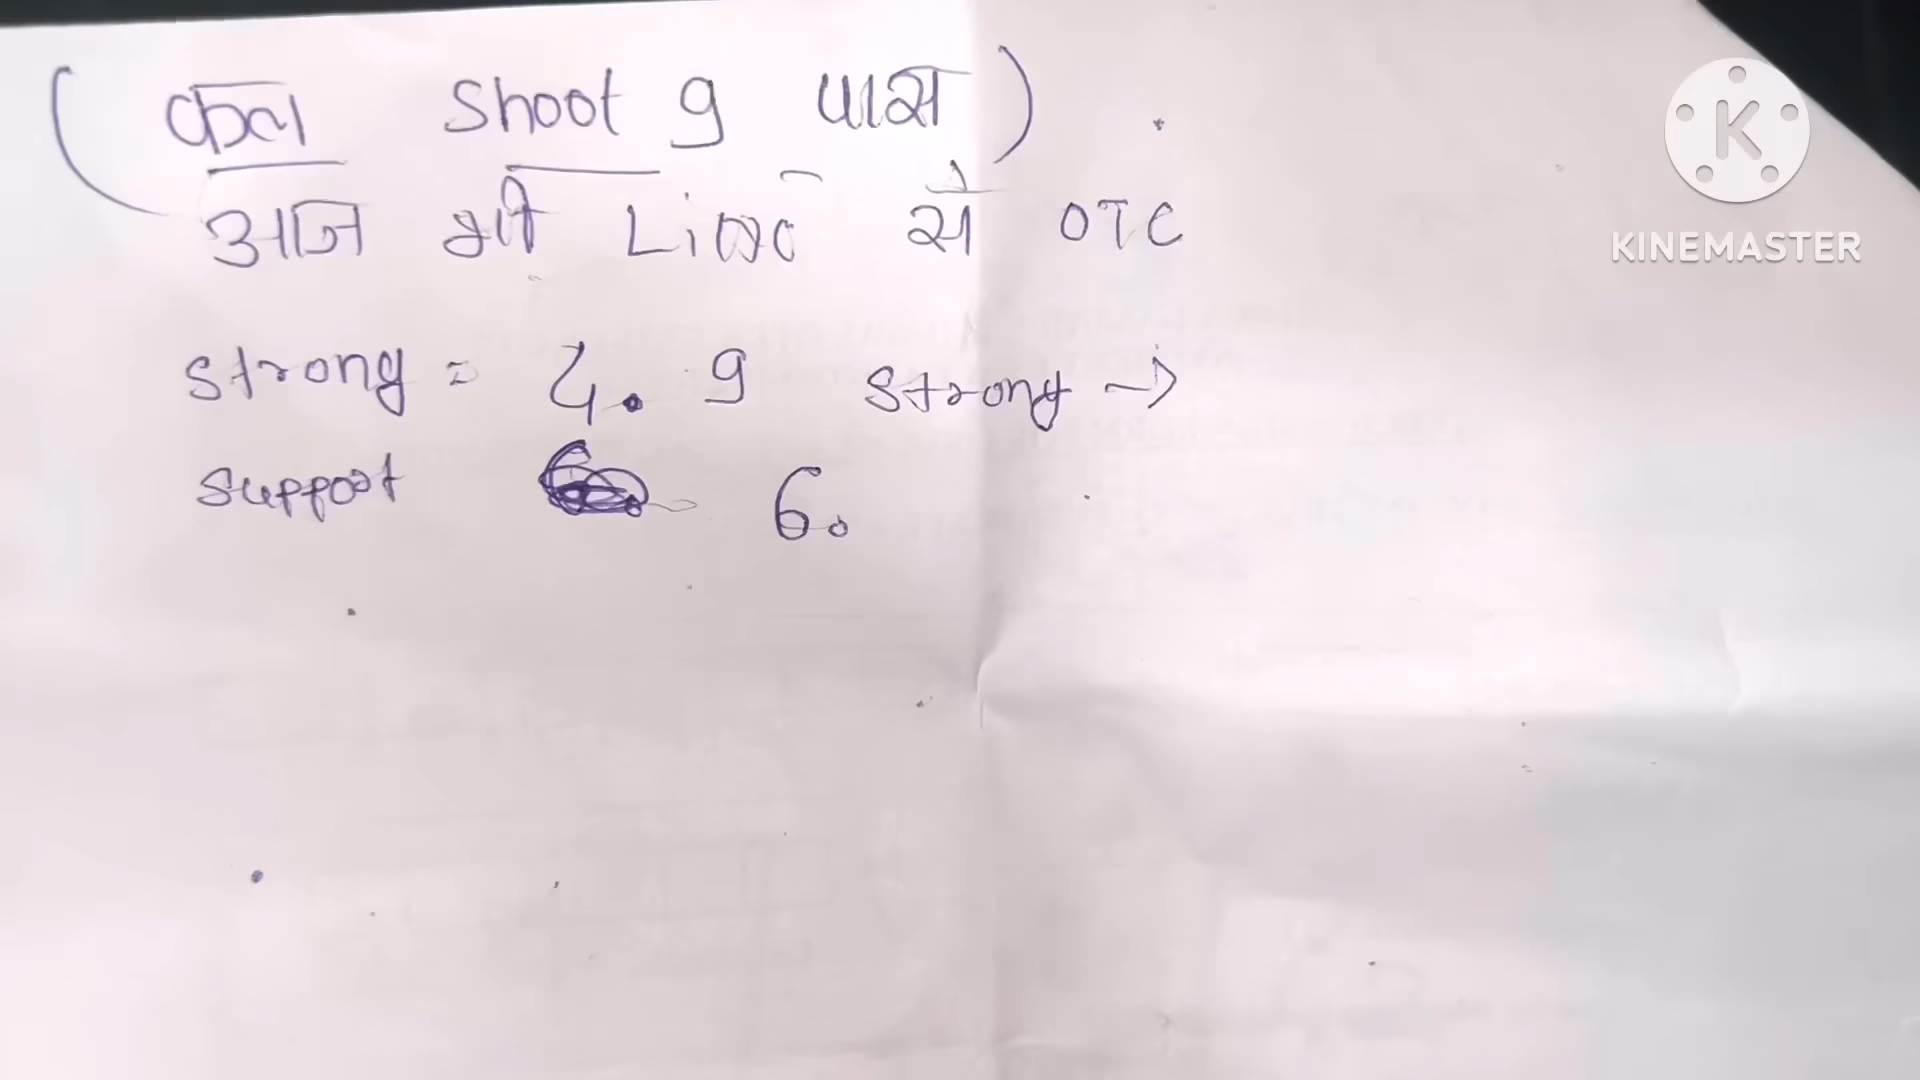 ( कल Shoot 9 पास )
आज भी Line से OTC
Strong = 4. 9 Strong →
Support 6.
K
KINEMASTER